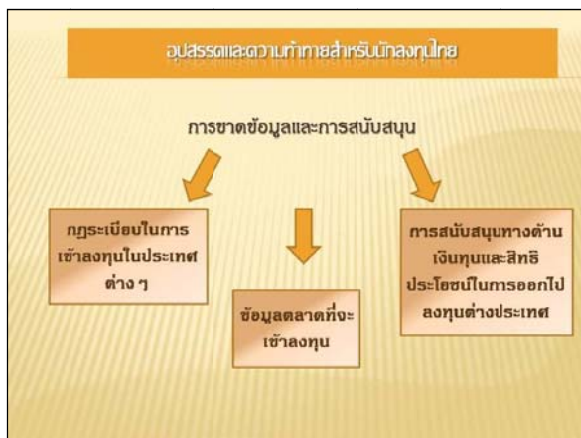 อุปสรรคและความท้าทายสำหรับนักลงทุนไทย
การขาดข้อมูลและการสนับสนุน
กฎระเบียบในการ
เข้าลงทุนในประเทศ
ต่าง ๆ
ข้อมูลตลาดที่จะ
เข้าลงทุน
การสนับสนุนทางด้าน
เงินทุนและสิทธิ
ประโยชน์ในการออกไป
ลงทุนต่างประเทศ